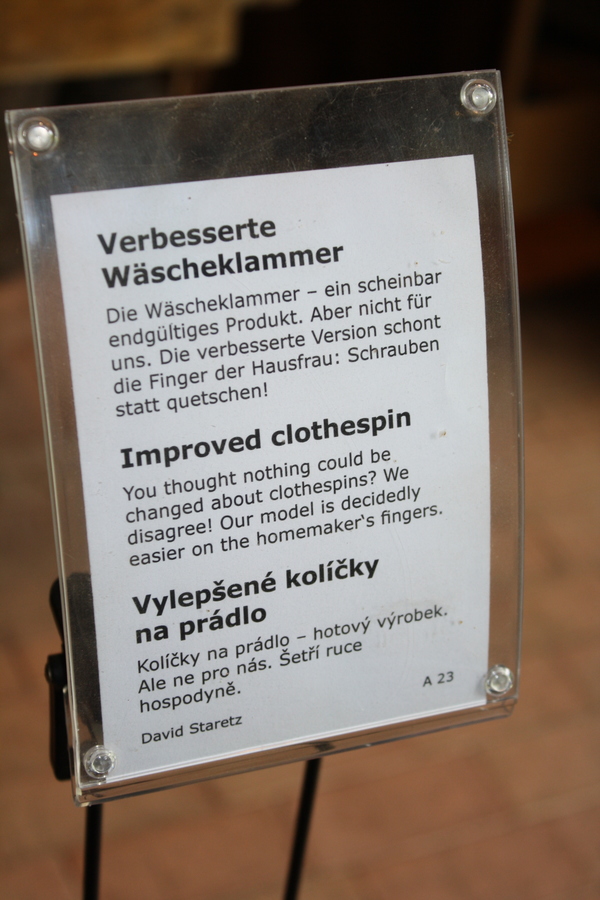 Verbesserte
Wäscheklammer
Die Wäscheklammer – ein scheinbar
endgültiges Produkt. Aber nicht für
uns. Die verbesserte Version schont
die Finger der Hausfrau: Schrauben
statt quetschen!
Improved clothespin
You thought nothing could be
changed about clothespins? We
disagree! Our model is decidedly
easier on the homemaker‘s fingers.
Vylepšené kolíčky
na prádlo
Kolíčky na prádlo – hotový výrobek.
Ale ne pro nás. Šetří ruce
hospodyně.
A 23
David Staretz